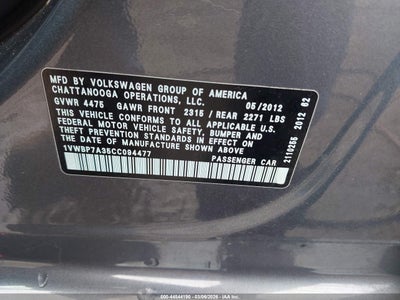 MFD BY VOLKSWAGEN GROUP OF AMERICA
CHATTANOOGA OPERATIONS, LLC. 05/2012
GVWR 4475 GAWR FRONT 2315 / REAR 2271 LBS
THIS VEHICLE CONFORMS TO ALL APPLICABLE U.S.
FEDERAL MOTOR VEHICLE SAFETY, BUMPER AND
THEFT PREVENTION STANDARDS IN EFFECT ON
THE DATE OF MANUFACTURE SHOWN ABOVE
1VWBP7A35CC094477 PASSENGER CAR
2110255 2012 62